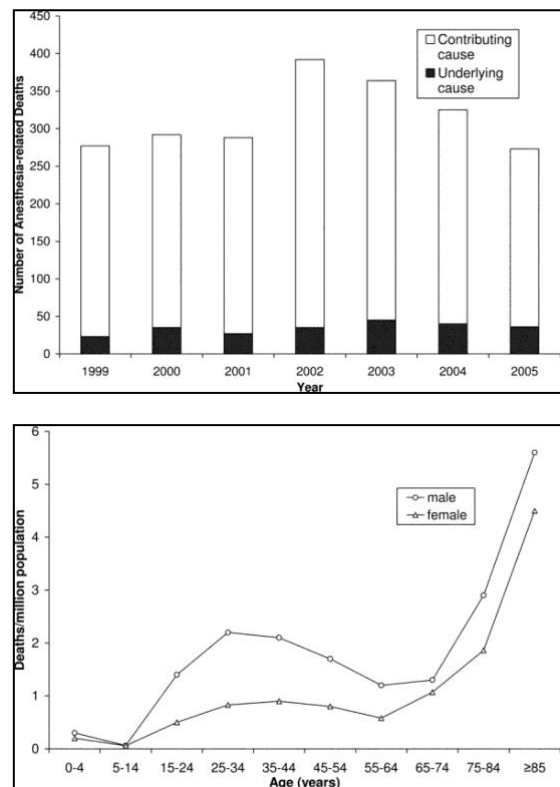 450
400
350
300
250
200
150
100
50
0
Number of Anesthesia-related Deaths
Contributing
cause
Underlying
cause
1999 2000 2001 2002 2003 2004 2005
Year
6
5
4
3
2
1
0
Deaths/million population
male
female
0-4 5-14 15-24 25-34 35-44 45-54 55-64 65-74 75-84 ≥85
Age (years)